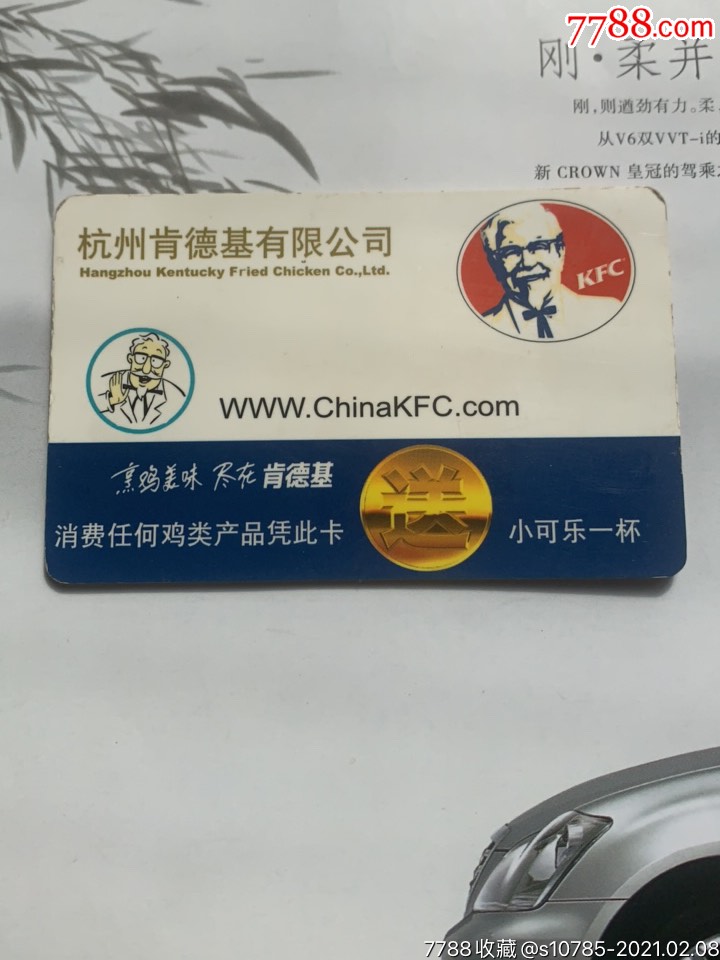 7788.com
刚·柔并
刚,则遒劲有力。柔、
从V6双VVT-i的
新 CROWN 皇冠的驾乘
杭州肯德基有限公司
Hangzhou Kentucky Fried Chicken Co.,Ltd.
KFC
WWW.ChinaKFC.com
烹鸡美味 尽在肯德基
消费任何鸡类产品凭此卡 送 小可乐一杯
7788收藏@s10785-2021.02.08